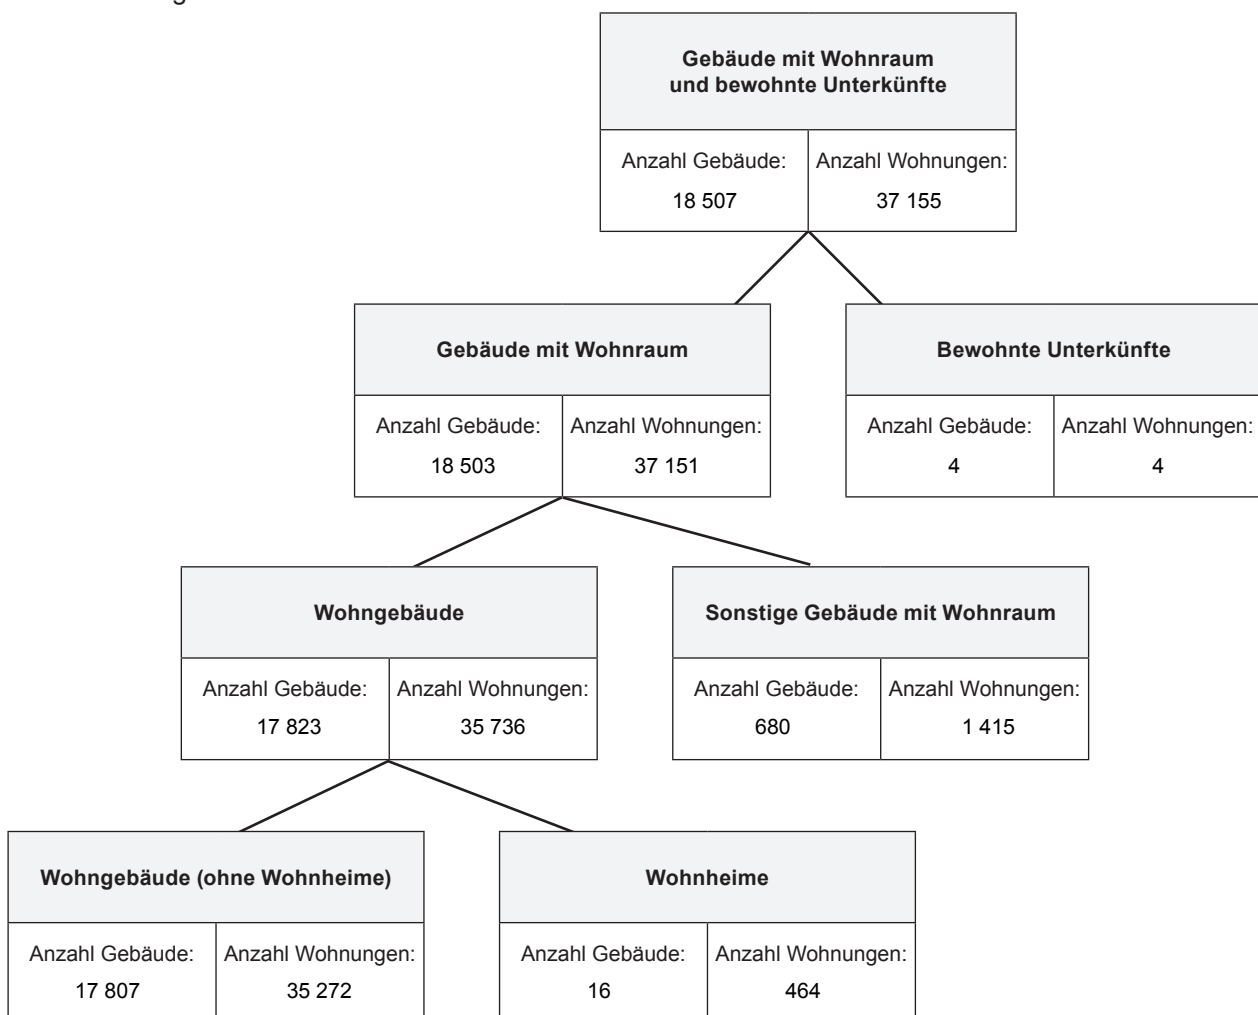 Gebäude mit Wohnraum
und bewohnte Unterkünfte
Anzahl Gebäude: Anzahl Wohnungen:
18 507 37 155
Gebäude mit Wohnraum
Anzahl Gebäude: Anzahl Wohnungen:
18 503 37 151
Bewohnte Unterkünfte
Anzahl Gebäude: Anzahl Wohnungen:
4 4
Wohngebäude
Anzahl Gebäude: Anzahl Wohnungen:
17 823 35 736
Sonstige Gebäude mit Wohnraum
Anzahl Gebäude: Anzahl Wohnungen:
680 1 415
Wohngebäude (ohne Wohnheime)
Anzahl Gebäude: Anzahl Wohnungen:
17 807 35 272
Wohnheime
Anzahl Gebäude: Anzahl Wohnungen:
16 464